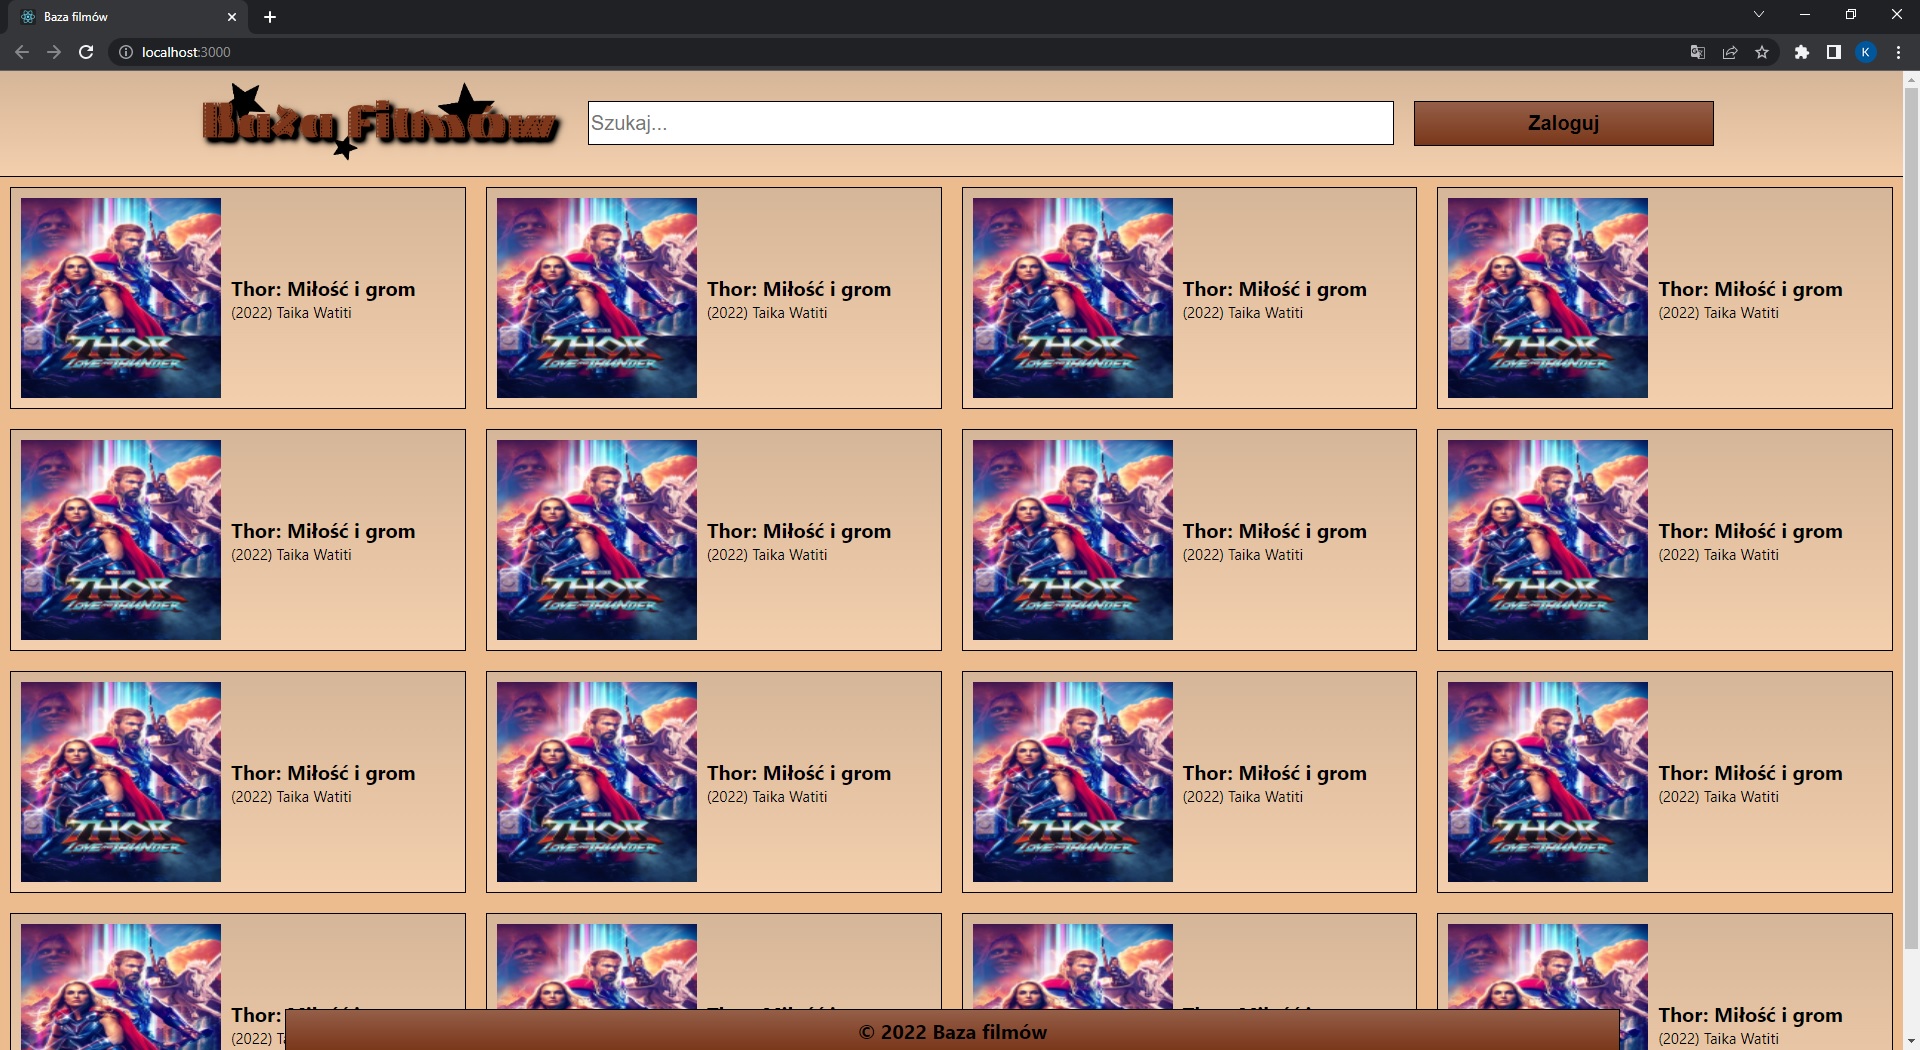 Baza filmów
localhost:3000
K
Baza Filmów
Szukaj...
Zaloguj
THOR
LOVE AND THUNDER
Thor: Miłość i grom
(2022) Taika Watiti
THOR
LOVE AND THUNDER
Thor: Miłość i grom
(2022) Taika Watiti
THOR
LOVE AND THUNDER
Thor: Miłość i grom
(2022) Taika Watiti
THOR
LOVE AND THUNDER
Thor: Miłość i grom
(2022) Taika Watiti
THOR
LOVE AND THUNDER
Thor: Miłość i grom
(2022) Taika Watiti
THOR
LOVE AND THUNDER
Thor: Miłość i grom
(2022) Taika Watiti
THOR
LOVE AND THUNDER
Thor: Miłość i grom
(2022) Taika Watiti
THOR
LOVE AND THUNDER
Thor: Miłość i grom
(2022) Taika Watiti
THOR
LOVE AND THUNDER
Thor: Miłość i grom
(2022) Taika Watiti
THOR
LOVE AND THUNDER
Thor: Miłość i grom
(2022) Taika Watiti
THOR
LOVE AND THUNDER
Thor: Miłość i grom
(2022) Taika Watiti
THOR
LOVE AND THUNDER
Thor: Miłość i grom
(2022) Taika Watiti
Thor:
(2022)
Thor: Miłość i grom
(2022) Taika Watiti
© 2022 Baza filmów